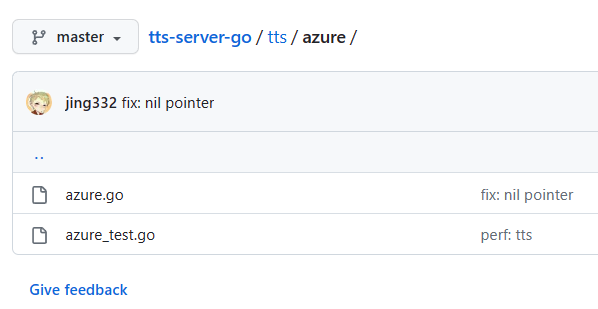 master tts-server-go / tts / azure /
jing332 fix: nil pointer
..
azure.go fix: nil pointer
azure_test.go perf: tts
Give feedback